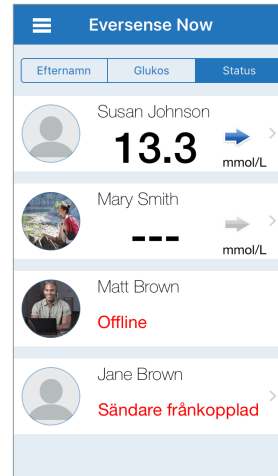 Eversense Now
Efternamn Glukos Status
Susan Johnson
13.3
mmol/L
Mary Smith
---
mmol/L
Matt Brown
Offline
Jane Brown
Sändare frånkopplad